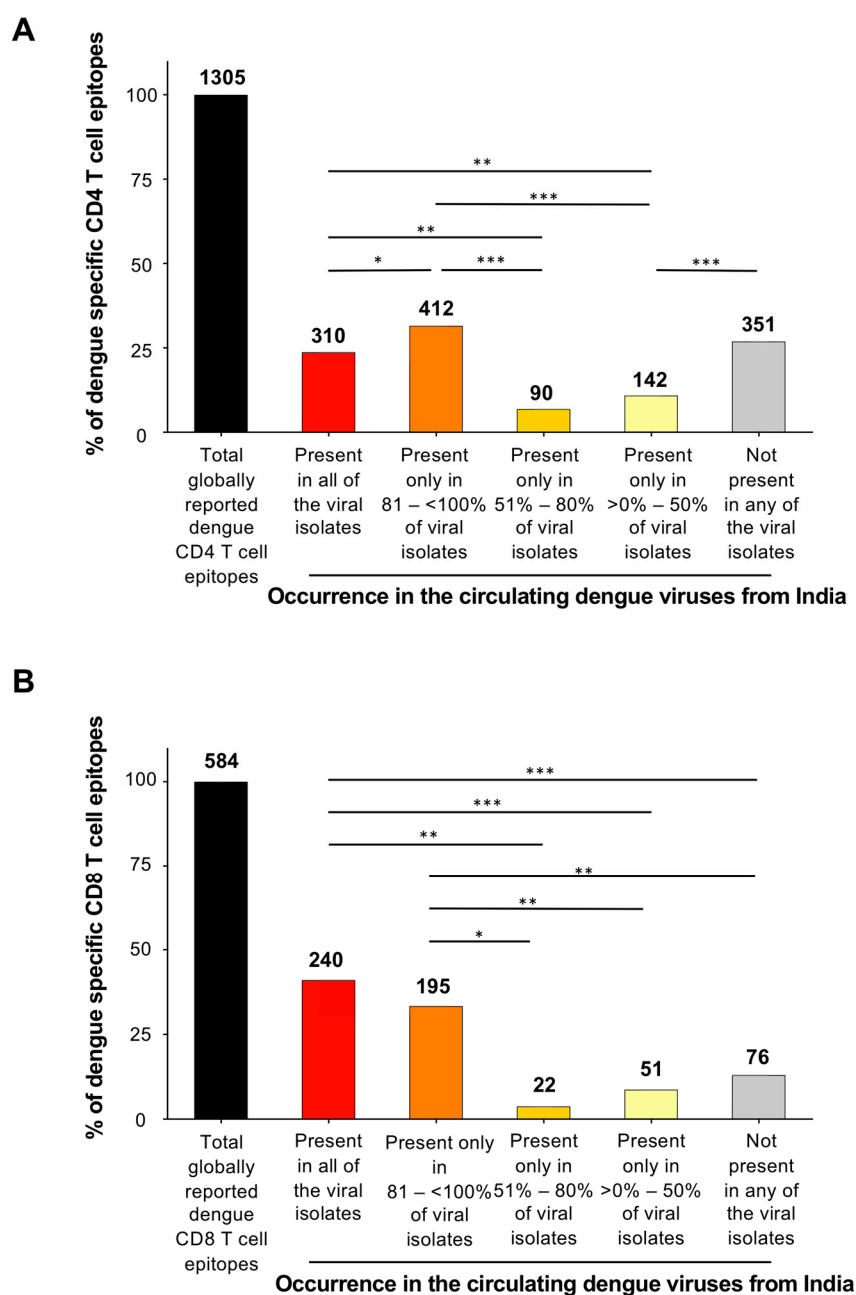 A
% of dengue specific CD4 T cell epitopes
1305
100
75
50
25
0
**
***
**
*
***
***
310
412
90
142
351
Total
globally
reported
dengue
CD4 T cell
epitopes
Present
in all of
the viral
isolates
Present
only in
81 – <100%
of viral
isolates
Present
only in
51% – 80%
of viral
isolates
Present
only in
>0% – 50%
of viral
isolates
Not
present
in any of
the viral
isolates
Occurrence in the circulating dengue viruses from India
B
% of dengue specific CD8 T cell epitopes
584
100
75
50
25
0
***
***
**
**
**
*
240
195
22
51
76
Total
globally
reported
dengue
CD8 T cell
epitopes
Present
in all of
the viral
isolates
Present only
in
81 – <100%
of viral
isolates
Present
only in
51% – 80%
of viral
isolates
Present
only in
>0% – 50%
of viral
isolates
Not
present
in any of
the viral
isolates
Occurrence in the circulating dengue viruses from India